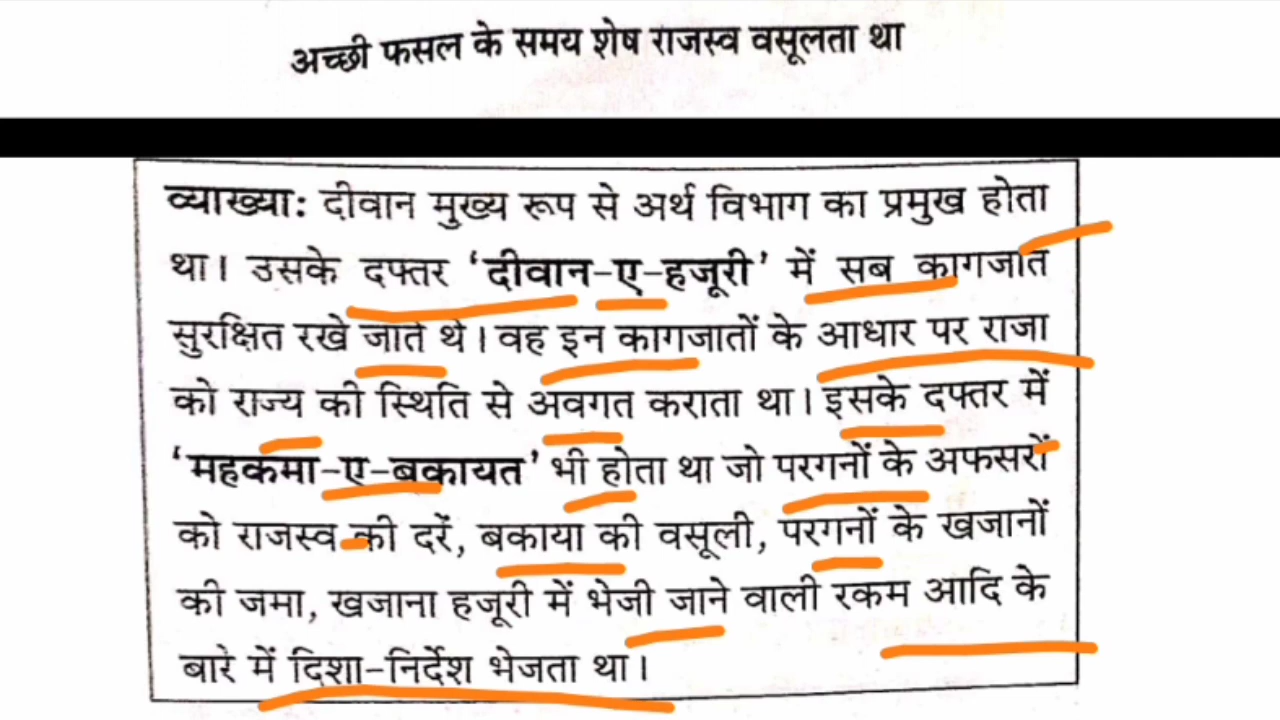 अच्छी फसल के समय शेष राजस्व वसूलता था
व्याख्या: दीवान मुख्य रूप से अर्थ विभाग का प्रमुख होता
था। उसके दफ्तर 'दीवान-ए-हजूरी' में सब कागजात
सुरक्षित रखे जाते थे। वह इन कागजातों के आधार पर राजा
को राज्य की स्थिति से अवगत कराता था। इसके दफ्तर में
'महकमा-ए-बकायत' भी होता था जो परगनों के अफसरों
को राजस्व की दरें, बकाया की वसूली, परगनों के खजानों
की जमा, खजाना हजूरी में भेजी जाने वाली रकम आदि के
बारे में दिशा-निर्देश भेजता था।